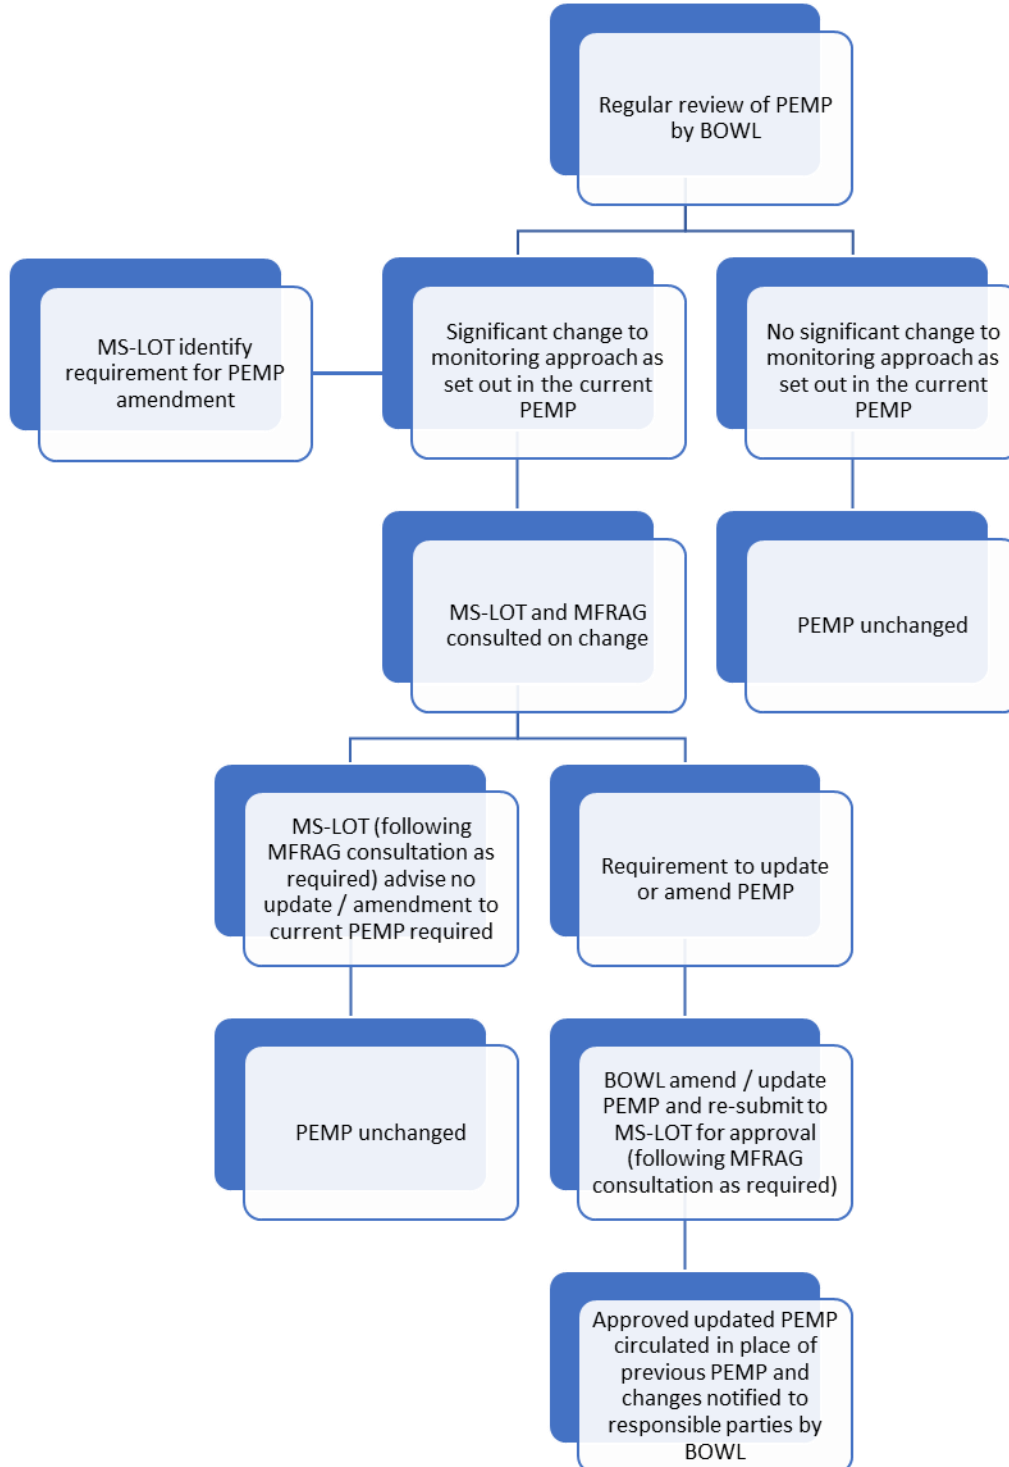 Regular review of PEMP
by BOWL
MS-LOT identify
requirement for PEMP
amendment
Significant change to
monitoring approach as
set out in the current
PEMP
No significant change to
monitoring approach as
set out in the current
PEMP
MS-LOT and MFRAG
consulted on change
PEMP unchanged
MS-LOT (following
MFRAG consultation as
required) advise no
update / amendment to
current PEMP required
Requirement to update
or amend PEMP
PEMP unchanged
BOWL amend / update
PEMP and re-submit to
MS-LOT for approval
(following MFRAG
consultation as required)
Approved updated PEMP
circulated in place of
previous PEMP and
changes notified to
responsible parties by
BOWL